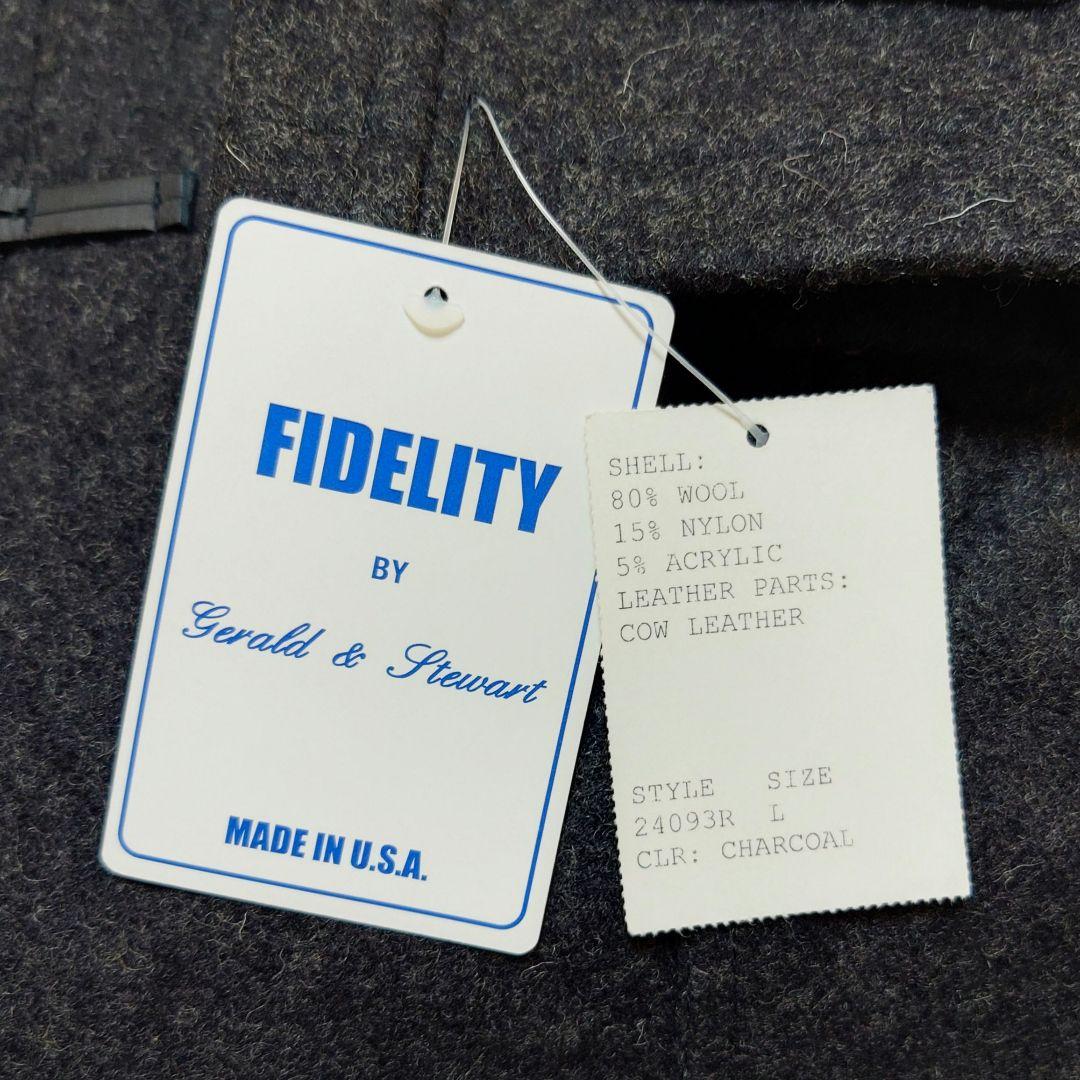 FIDELITY
BY
Gerald & Stewart
MADE IN U.S.A.
SHELL:
80% WOOL
15% NYLON
5% ACRYLIC
LEATHER PARTS:
COW LEATHER
STYLE SIZE
24093R L
CLR: CHARCOAL